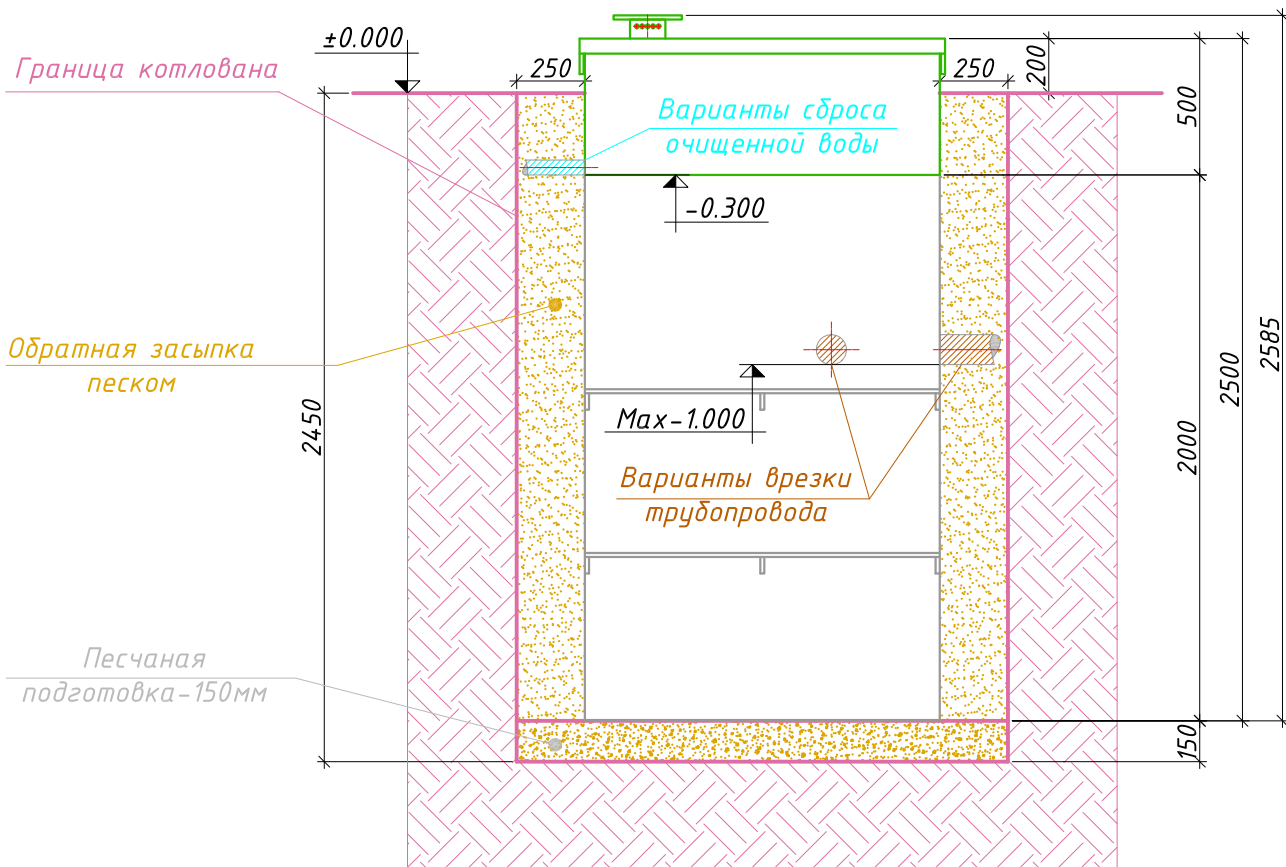 ±0.000
Граница котлована
250
250
200
500
Варианты сброса
очищенной воды
-0.300
Обратная засыпка
песком
2450
Max-1.000
Варианты врезки
трубопровода
2000
2500
2585
Песчаная
подготовка-150мм
150